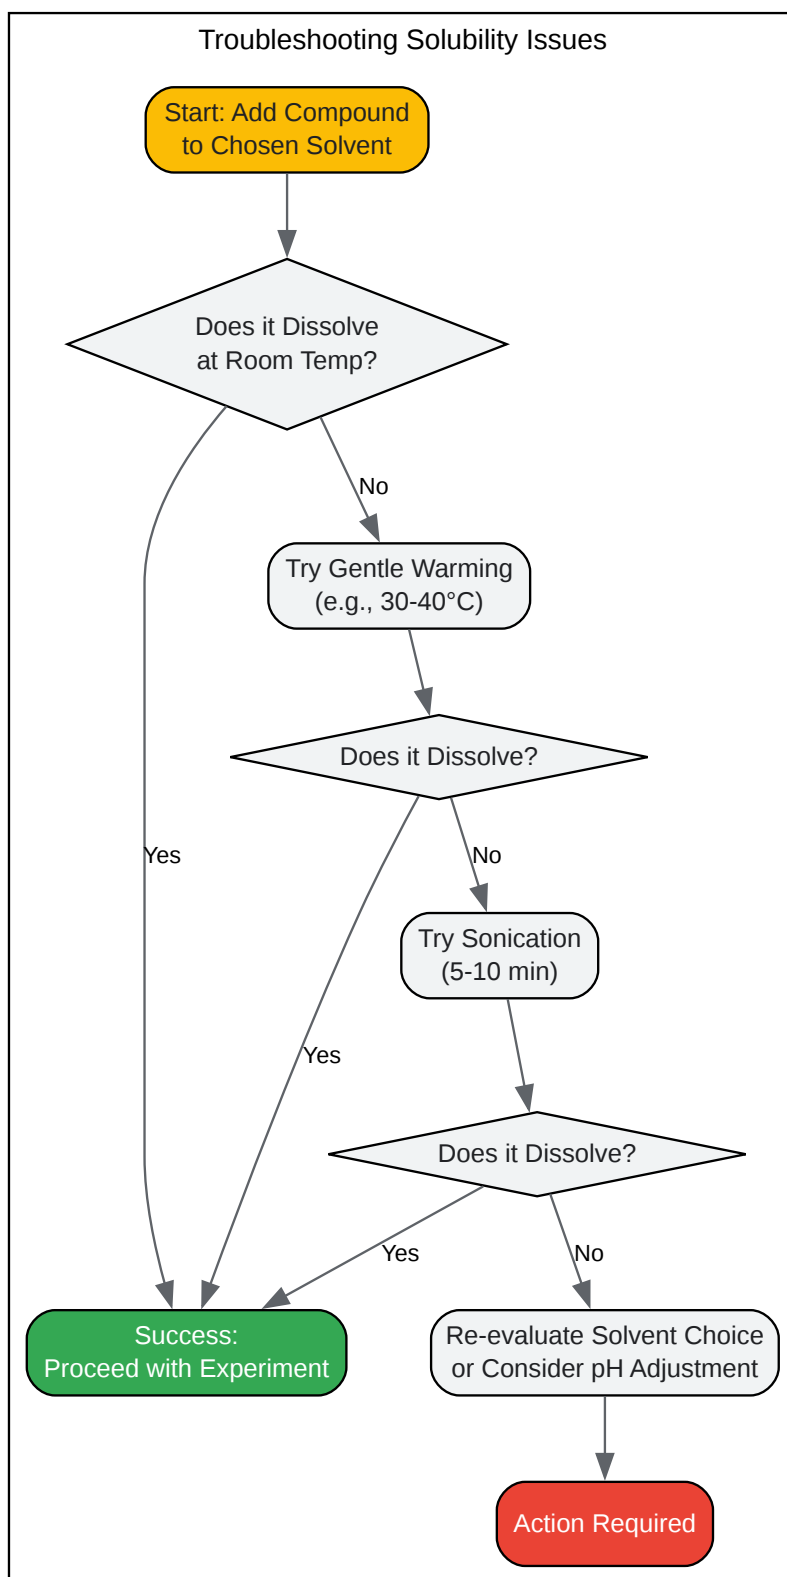 Troubleshooting Solubility Issues
Start: Add Compound
to Chosen Solvent
Does it Dissolve
at Room Temp?
No
Try Gentle Warming
(e.g., 30-40°C)
Does it Dissolve?
Yes
No
Try Sonication
(5-10 min)
Yes
Does it Dissolve?
Yes
No
Success:
Proceed with Experiment
Re-evaluate Solvent Choice
or Consider pH Adjustment
Action Required